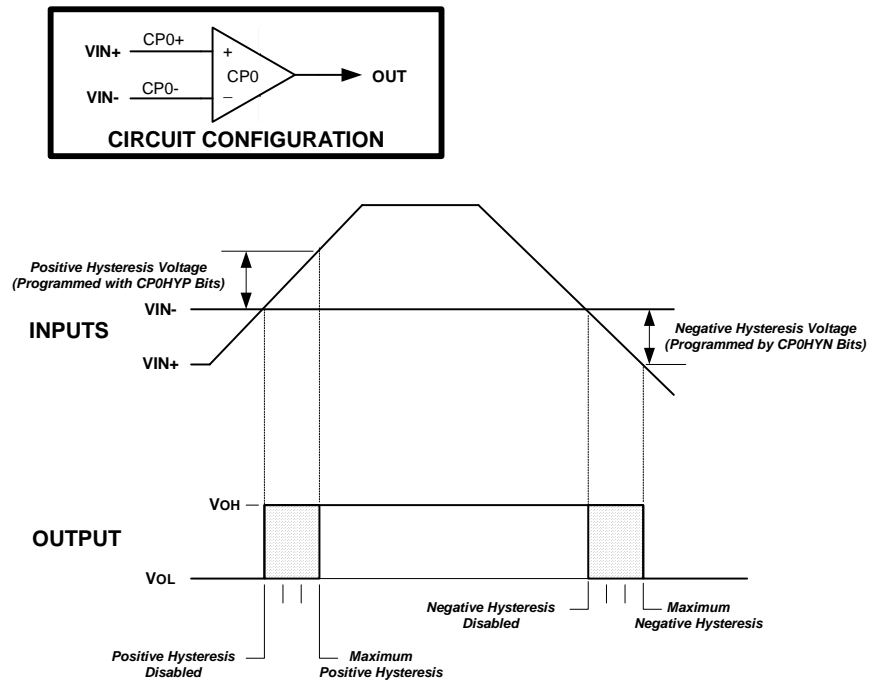 VIN+
CP0+
+
CP0
OUT
VIN-
CP0-
_
CIRCUIT CONFIGURATION
Positive Hysteresis Voltage
(Programmed with CP0HYP Bits)
VIN-
INPUTS
VIN+
Negative Hysteresis Voltage
(Programmed by CP0HYN Bits)
VOH
OUTPUT
VOL
Negative Hysteresis
Disabled
Maximum
Negative Hysteresis
Positive Hysteresis
Disabled
Maximum
Positive Hysteresis